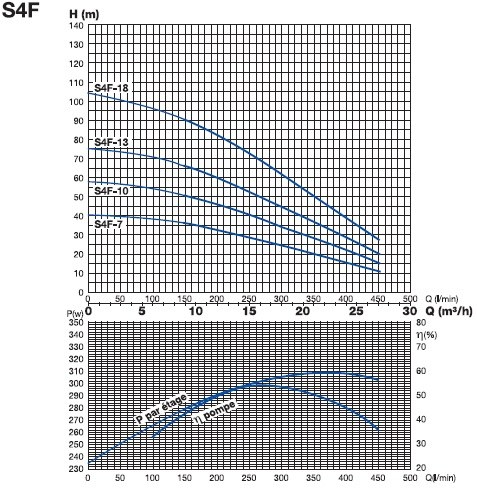 S4F
H (m)
140
130
120
110
100
90
80
70
60
50
40
30
20
10
0
S4F-18
S4F-13
S4F-10
S4F-7
0 50 100 150 200 250 300 350 400 450 500 Q (l/min)
0 5 10 15 20 25 30 Q (m³/h)
P(w)
350
340
330
320
310
300
290
280
270
260
250
240
230
80
η(%)
70
60
50
40
30
20
P par étage
η pompe
0 50 100 150 200 250 300 350 400 450 500 Q(l/min)